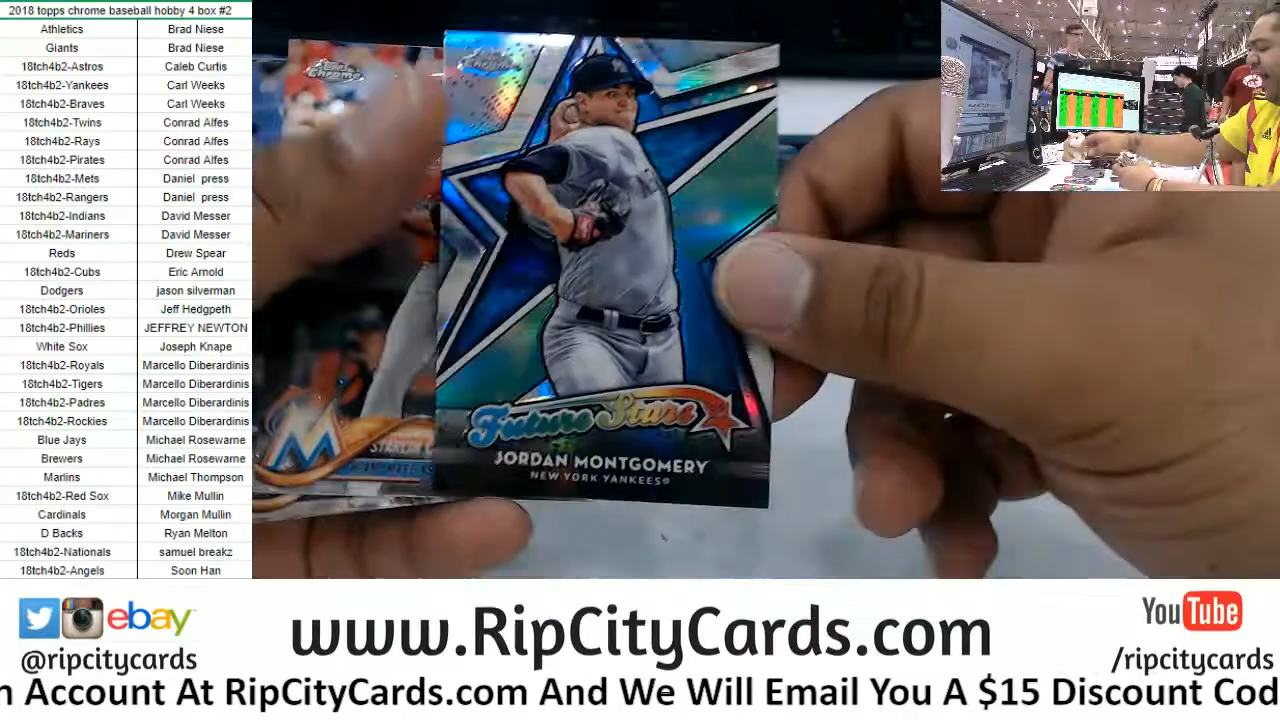 2018 topps chrome baseball hobby 4 box #2
Athletics Brad Niese
Giants Brad Niese
18tch4b2-Astros Caleb Curtis
18tch4b2-Yankees Carl Weeks
18tch4b2-Braves Carl Weeks
18tch4b2-Twins Conrad Alfes
18tch4b2-Rays Conrad Alfes
18tch4b2-Pirates Conrad Alfes
18tch4b2-Mets Daniel press
18tch4b2-Rangers Daniel press
18tch4b2-Indians David Messer
18tch4b2-Mariners David Messer
Reds Drew Spear
18tch4b2-Cubs Eric Arnold
Dodgers jason silverman
18tch4b2-Orioles Jeff Hedgpeth
18tch4b2-Phillies JEFFREY NEWTON
White Sox Joseph Knape
18tch4b2-Royals Marcello Diberardinis
18tch4b2-Tigers Marcello Diberardinis
18tch4b2-Padres Marcello Diberardinis
18tch4b2-Rockies Marcello Diberardinis
Blue Jays Michael Rosewarne
Brewers Michael Rosewarne
Marlins Michael Thompson
18tch4b2-Red Sox Mike Mullin
Cardinals Morgan Mullin
D Backs Ryan Melton
18tch4b2-Nationals samuel breakz
18tch4b2-Angels Soon Han
Topps Chrome
Future Stars
JORDAN MONTGOMERY
NEW YORK YANKEES®
ebay
@ripcitycards
www.RipCityCards.com
YouTube
/ripcitycards
n Account At RipCityCards.com And We Will Email You A $15 Discount Cod